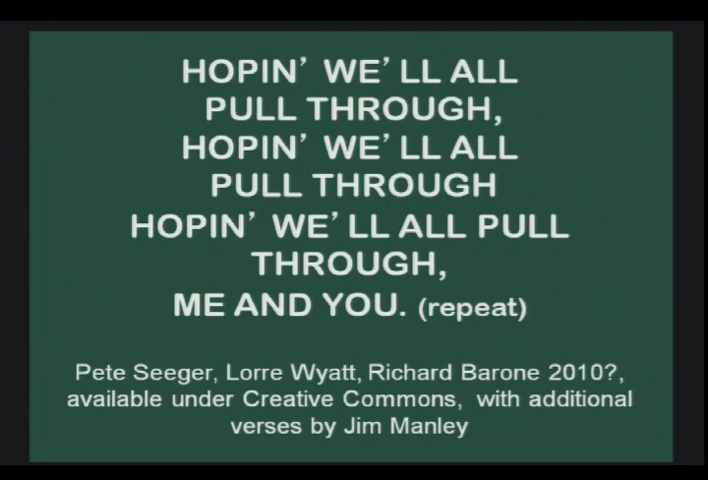 HOPIN’ WE’ LL ALL
PULL THROUGH,
HOPIN’ WE’ LL ALL
PULL THROUGH
HOPIN’ WE’ LL ALL PULL
THROUGH,
ME AND YOU. (repeat)
Pete Seeger, Lorre Wyatt, Richard Barone 2010?,
available under Creative Commons, with additional
verses by Jim Manley